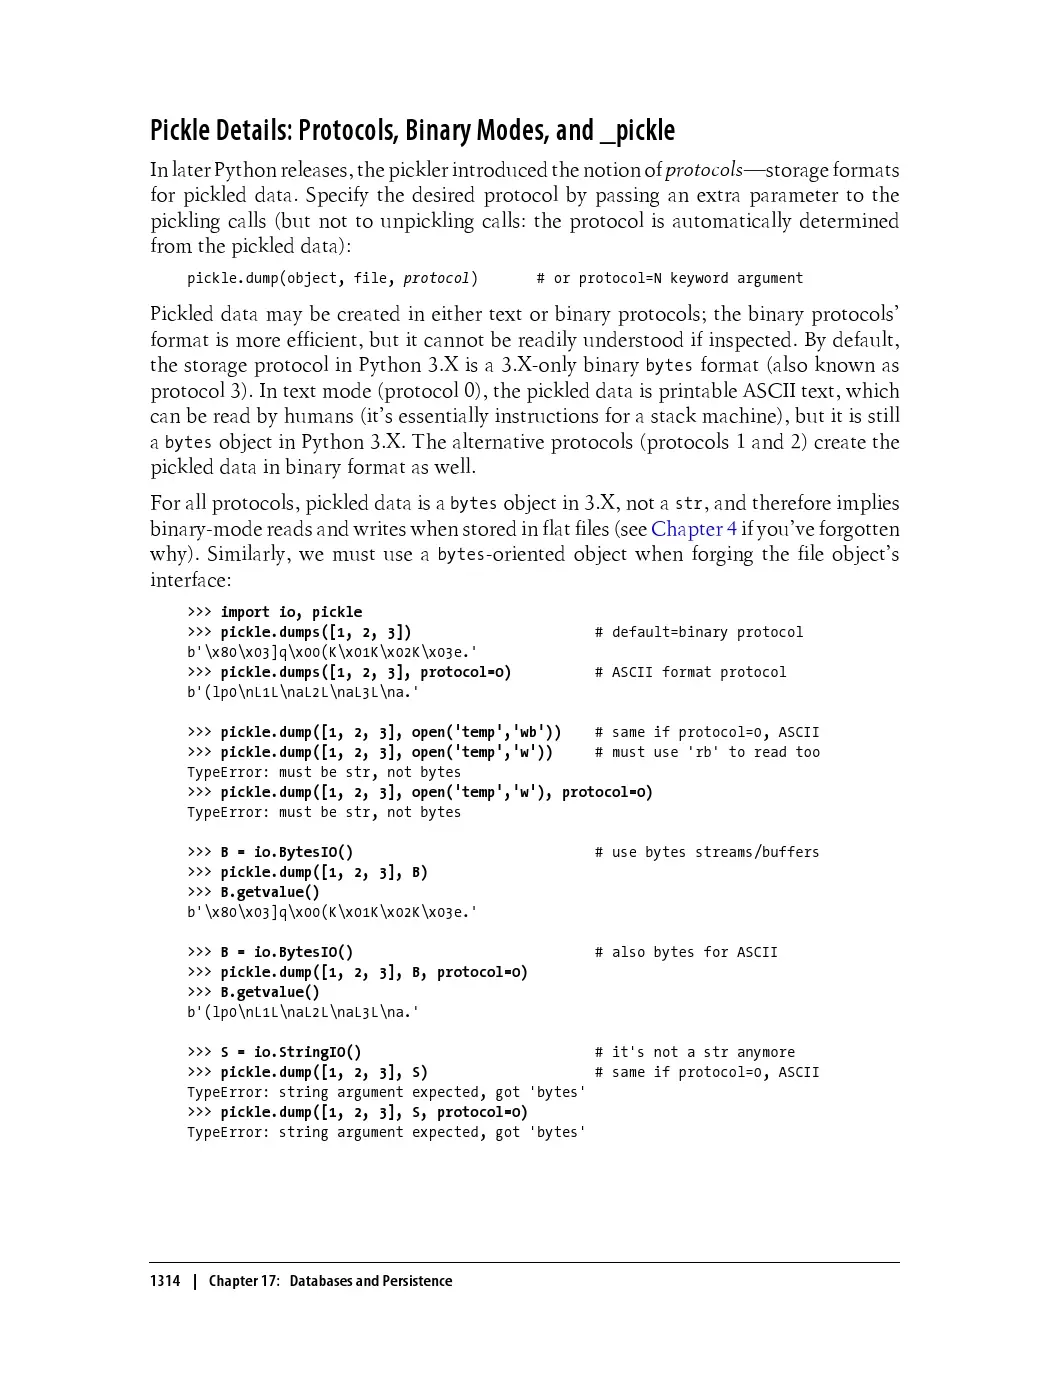 Pickle Details: Protocols, Binary Modes, and _pickle
In later Python releases, the pickler introduced the notion of protocols—storage formats
for pickled data. Specify the desired protocol by passing an extra parameter to the
pickling calls (but not to unpickling calls: the protocol is automatically determined
from the pickled data):
pickle.dump(object, file, protocol)       # or protocol=N keyword argument
Pickled data may be created in either text or binary protocols; the binary protocols’
format is more efficient, but it cannot be readily understood if inspected. By default,
the storage protocol in Python 3.X is a 3.X-only binary bytes format (also known as
protocol 3). In text mode (protocol 0), the pickled data is printable ASCII text, which
can be read by humans (it’s essentially instructions for a stack machine), but it is still
a bytes object in Python 3.X. The alternative protocols (protocols 1 and 2) create the
pickled data in binary format as well.
For all protocols, pickled data is a bytes object in 3.X, not a str, and therefore implies
binary-mode reads and writes when stored in flat files (see Chapter 4 if you’ve forgotten
why). Similarly, we must use a bytes-oriented object when forging the file object’s
interface:
>>> import io, pickle
>>> pickle.dumps([1, 2, 3])                      # default=binary protocol
b'\x80\x03]q\x00(K\x01K\x02K\x03e.'
>>> pickle.dumps([1, 2, 3], protocol=0)          # ASCII format protocol
b'(lp0\nL1L\naL2L\naL3L\na.'
>>> pickle.dump([1, 2, 3], open('temp','wb'))    # same if protocol=0, ASCII
>>> pickle.dump([1, 2, 3], open('temp','w'))     # must use 'rb' to read too
TypeError: must be str, not bytes
>>> pickle.dump([1, 2, 3], open('temp','w'), protocol=0)
TypeError: must be str, not bytes
>>> B = io.BytesIO()                             # use bytes streams/buffers
>>> pickle.dump([1, 2, 3], B)
>>> B.getvalue()
b'\x80\x03]q\x00(K\x01K\x02K\x03e.'
>>> B = io.BytesIO()                             # also bytes for ASCII
>>> pickle.dump([1, 2, 3], B, protocol=0)
>>> B.getvalue()
b'(lp0\nL1L\naL2L\naL3L\na.'
>>> S = io.StringIO()                            # it's not a str anymore
>>> pickle.dump([1, 2, 3], S)                    # same if protocol=0, ASCII
TypeError: string argument expected, got 'bytes'
>>> pickle.dump([1, 2, 3], S, protocol=0)
TypeError: string argument expected, got 'bytes'
1314 | Chapter 17: Databases and Persistence